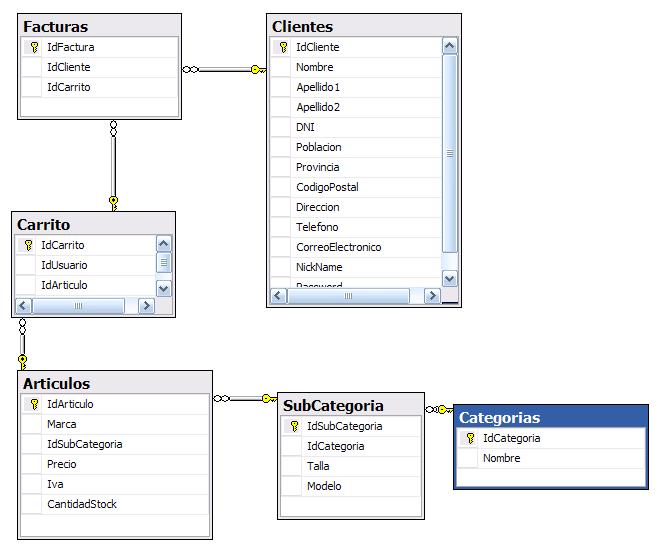 Facturas
IdFactura
IdCliente
IdCarrito
Clientes
IdCliente
Nombre
Apellido1
Apellido2
DNI
Poblacion
Provincia
CodigoPostal
Direccion
Telefono
CorreoElectronico
NickName
Password
Carrito
IdCarrito
IdUsuario
IdArticulo
Articulos
IdArticulo
Marca
IdSubCategoria
Precio
Iva
CantidadStock
SubCategoria
IdSubCategoria
IdCategoria
Talla
Modelo
Categorias
IdCategoria
Nombre